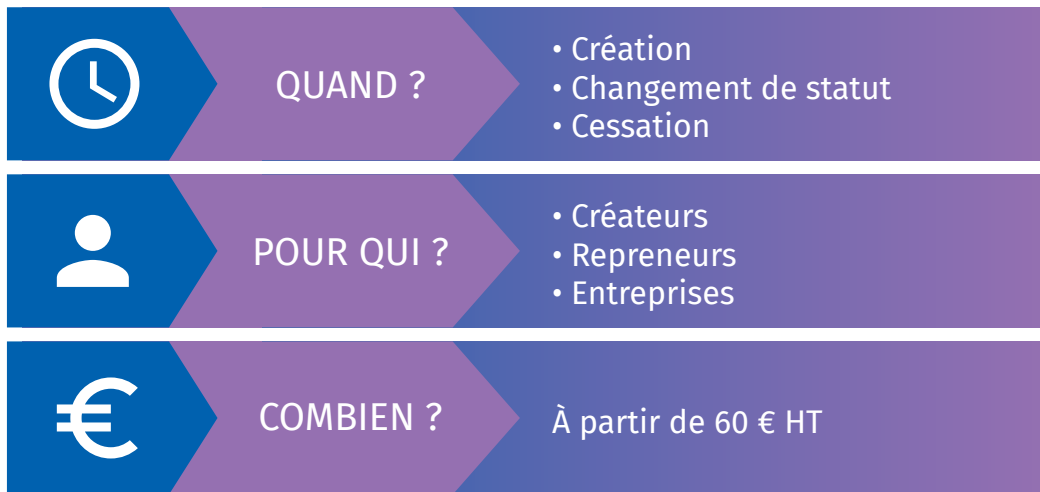 QUAND ?
• Création
• Changement de statut
• Cessation
POUR QUI ?
• Créateurs
• Repreneurs
• Entreprises
COMBIEN ?
À partir de 60 € HT